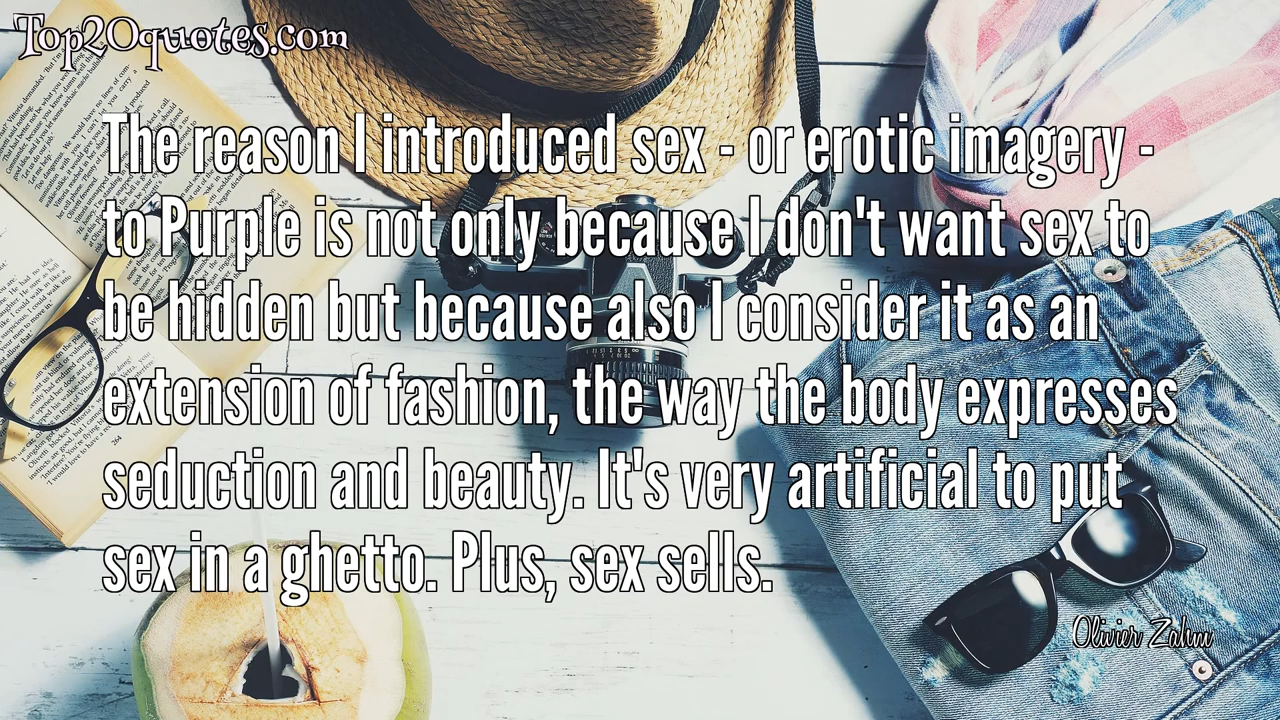 Top20quotes.com
The reason I introduced sex - or erotic imagery -
to Purple is not only because I don't want sex to
be hidden but because also I consider it as an
extension of fashion, the way the body expresses
seduction and beauty. It's very artificial to put
sex in a ghetto. Plus, sex sells.
Olivier Zahm